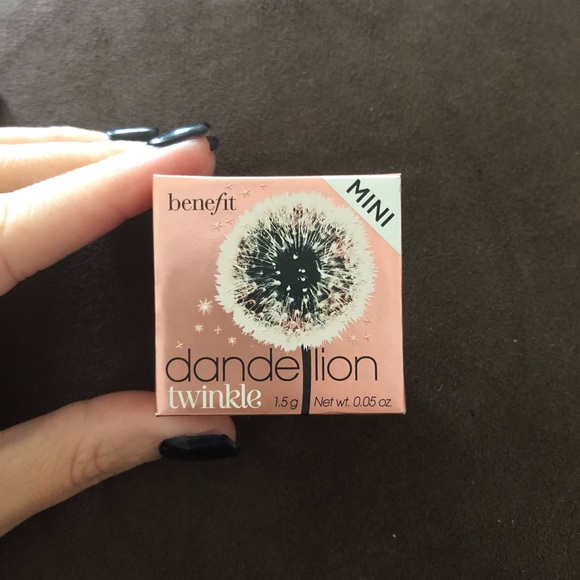 benefit
MINI
dandelion
twinkle 1.5 g Net wt. 0.05 oz.